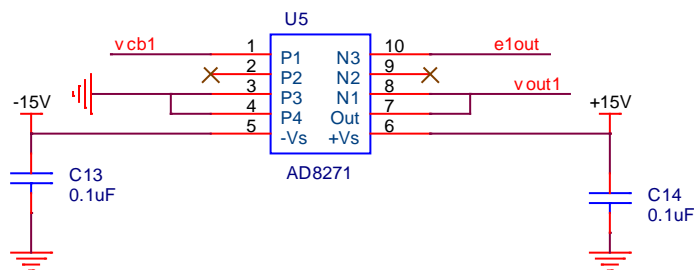 U5
vcb1 1 P1 N3 10 e1out
2 P2 N2 9
3 P3 N1 8 vout1
4 P4 Out 7
5 -Vs +Vs 6
-15V
+15V
AD8271
C13
0.1uF
C14
0.1uF